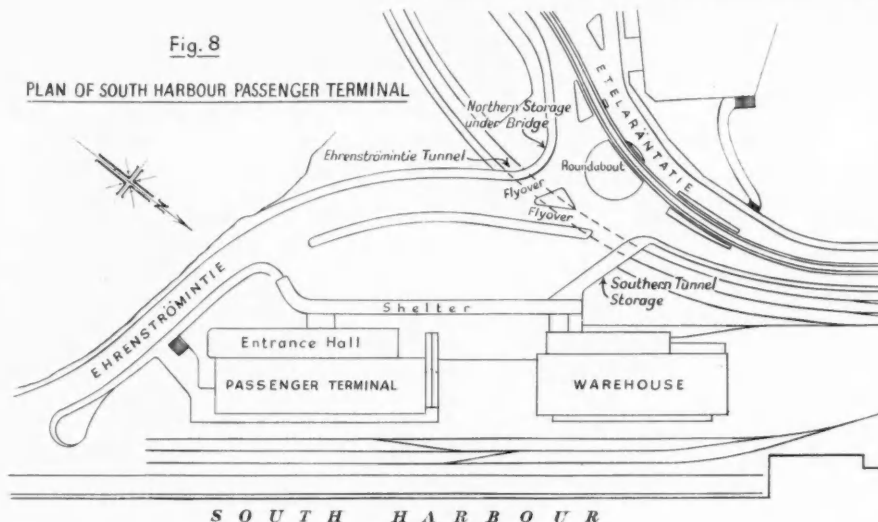 Fig. 8
PLAN OF SOUTH HARBOUR PASSENGER TERMINAL
N
ETELÄRÄNTATIE
Northern Storage
under Bridge
Ehrenströmintie Tunnel
Roundabout
Flyover
Flyover
EHRENSTRÖMINTIE
Southern Tunnel
Storage
Shelter
Entrance Hall
PASSENGER TERMINAL
WAREHOUSE
SOUTH HARBOUR